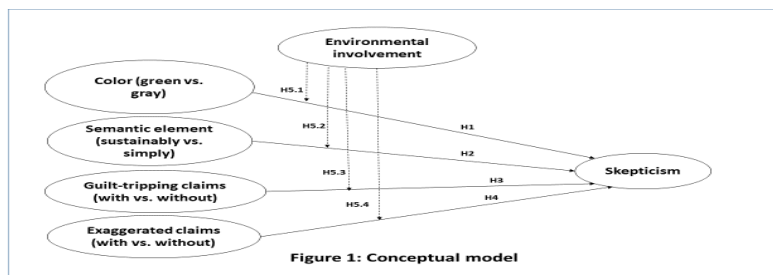 Environmental
involvement
Color (green vs.
gray)
H5.1
H1
Semantic element
(sustainably vs.
simply)
H5.2
H2
Skepticism
H5.3
Guilt-tripping claims
(with vs. without)
H3
H5.4
H4
Exaggerated claims
(with vs. without)
Figure 1: Conceptual model